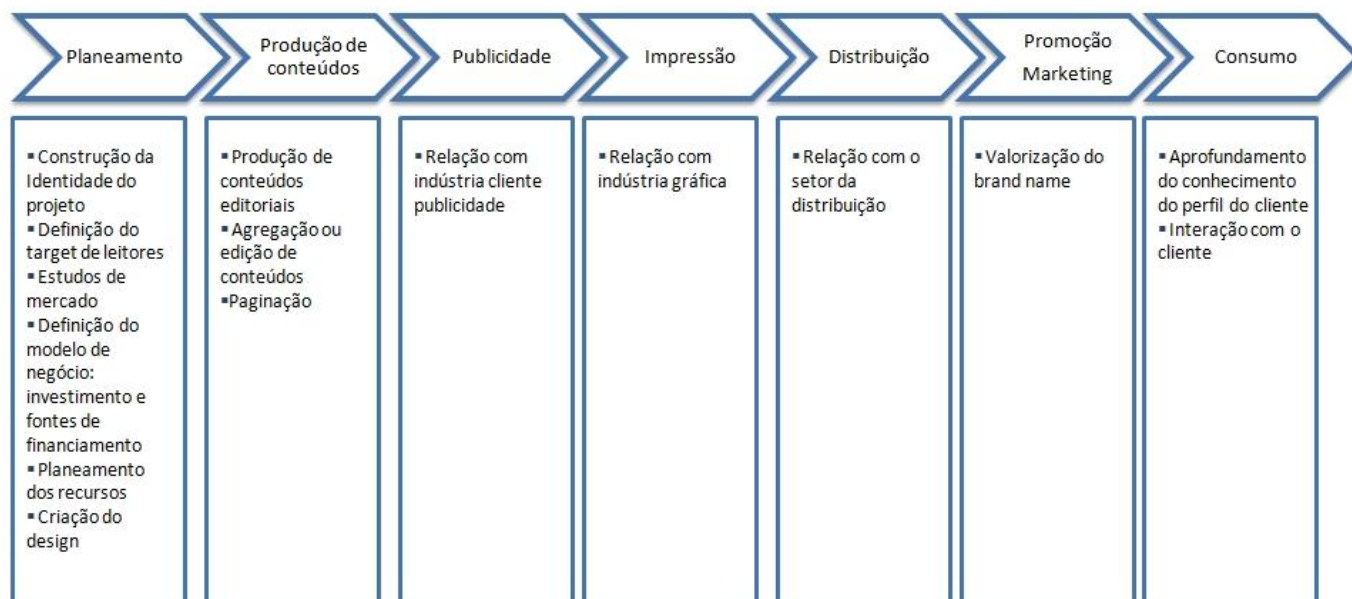 Planeamento
Produção de
conteúdos
Publicidade
Impressão
Distribuição
Promoção
Marketing
Consumo
▪ Construção da
Identidade do
projeto
▪ Definição do
target de leitores
▪ Estudos de
mercado
▪ Definição do
modelo de
negócio:
investimento e
fontes de
financiamento
▪ Planeamento
dos recursos
▪ Criação do
design
▪ Produção de
conteúdos
editoriais
▪ Agregação ou
edição de
conteúdos
▪Paginação
▪ Relação com
indústria cliente
publicidade
▪ Relação com
indústria gráfica
▪ Relação com o
setor da
distribuição
▪ Valorização do
brand name
▪ Aprofundamento
do conhecimento
do perfil do cliente
▪ Interação com o
cliente